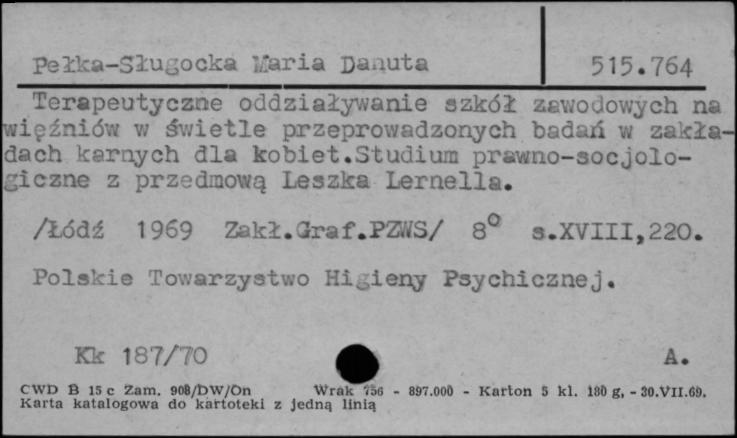 Pełka-Sługocka Maria Danuta 515.764
Terapeutyczne oddziaływanie szkół zawodowych na
więźniów w świetle przeprowadzonych badań w zakła-
dach karnych dla kobiet.Studium prawno-socjolo-
giczne z przedmową Leszka Lernella.
/Łódź 1969 Zakł.Graf.PZWS/ 8º s.XVIII,220.
Polskie Towarzystwo Higieny Psychicznej.
Kk 187/70 A.
CWD B 15 c Zam. 908/DW/On Wrak 756 - 897.000 - Karton 5 kl. 180 g, - 30.VII.69.
Karta katalogowa do kartoteki z jedną linią